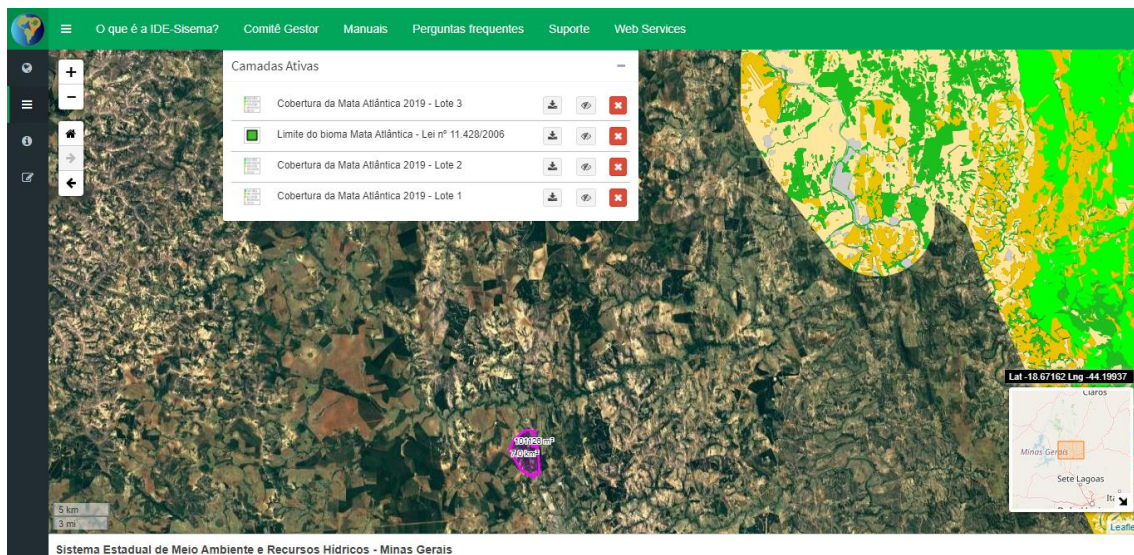 O que é a IDE-Sisema? Comitê Gestor Manuais Perguntas frequentes Suporte Web Services
Camadas Ativas
Cobertura da Mata Atlântica 2019 - Lote 3
Limite do bioma Mata Atlântica - Lei nº 11.428/2006
Cobertura da Mata Atlântica 2019 - Lote 2
Cobertura da Mata Atlântica 2019 - Lote 1
Lat -18.67162 Lng -44.19937
Claros
Minas Gerais
Sete Lagoas
5 km
3 mi
Leafle
Sistema Estadual de Meio Ambiente e Recursos Hídricos - Minas Gerais